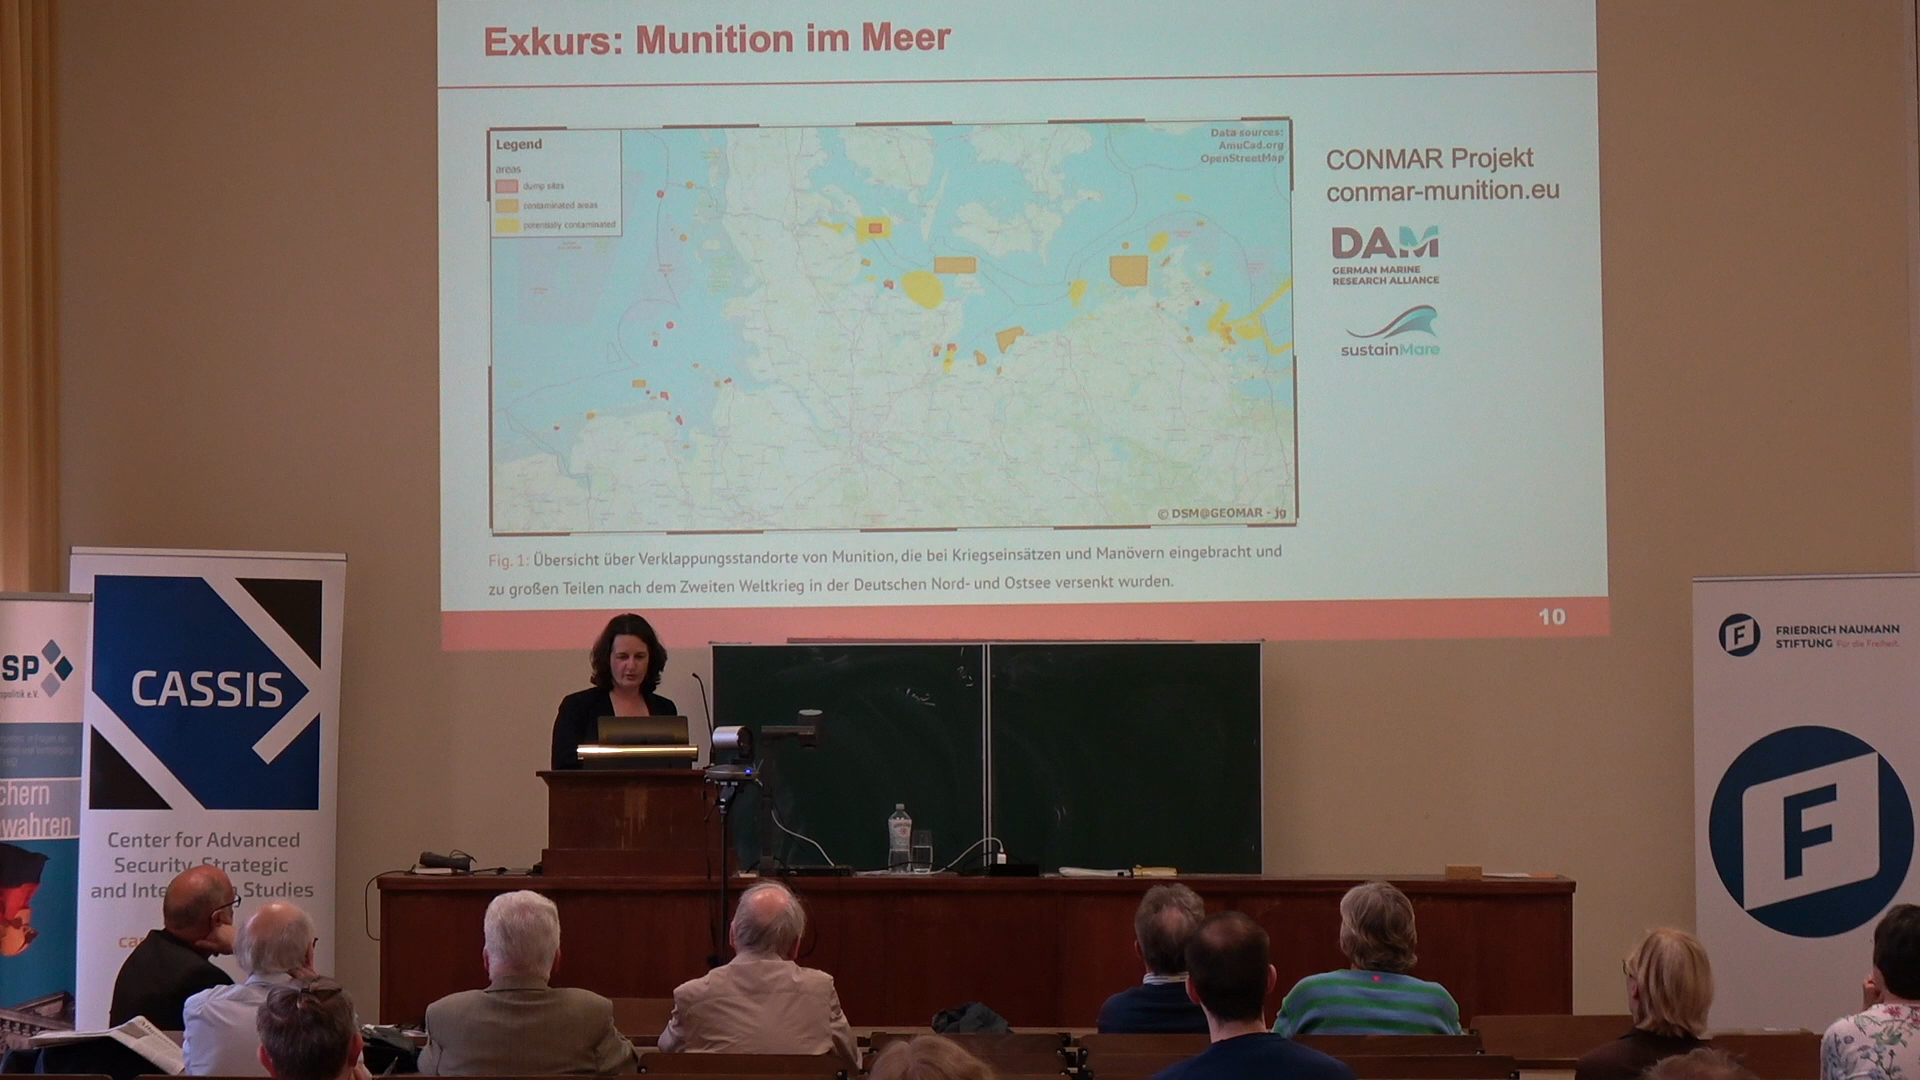 Exkurs: Munition im Meer
Legend
areas
dump sites
contaminated areas
potentially contaminated
Data sources:
AmuCad.org
OpenStreetMap
© DSM@GEOMAR - jg
CONMAR Projekt
conmar-munition.eu
DAM
GERMAN MARINE
RESEARCH ALLIANCE
sustainMare
Fig. 1: Übersicht über Verklappungsstandorte von Munition, die bei Kriegseinsätzen und Manövern eingebracht und
zu großen Teilen nach dem Zweiten Weltkrieg in der Deutschen Nord- und Ostsee versenkt wurden.
10
SP
politik e.V.
chern
wahren
CASSIS
Center for Advanced
Security, Strategic
and Inte Studies
ca
F
FRIEDRICH NAUMANN
STIFTUNG Für die Freiheit.
F